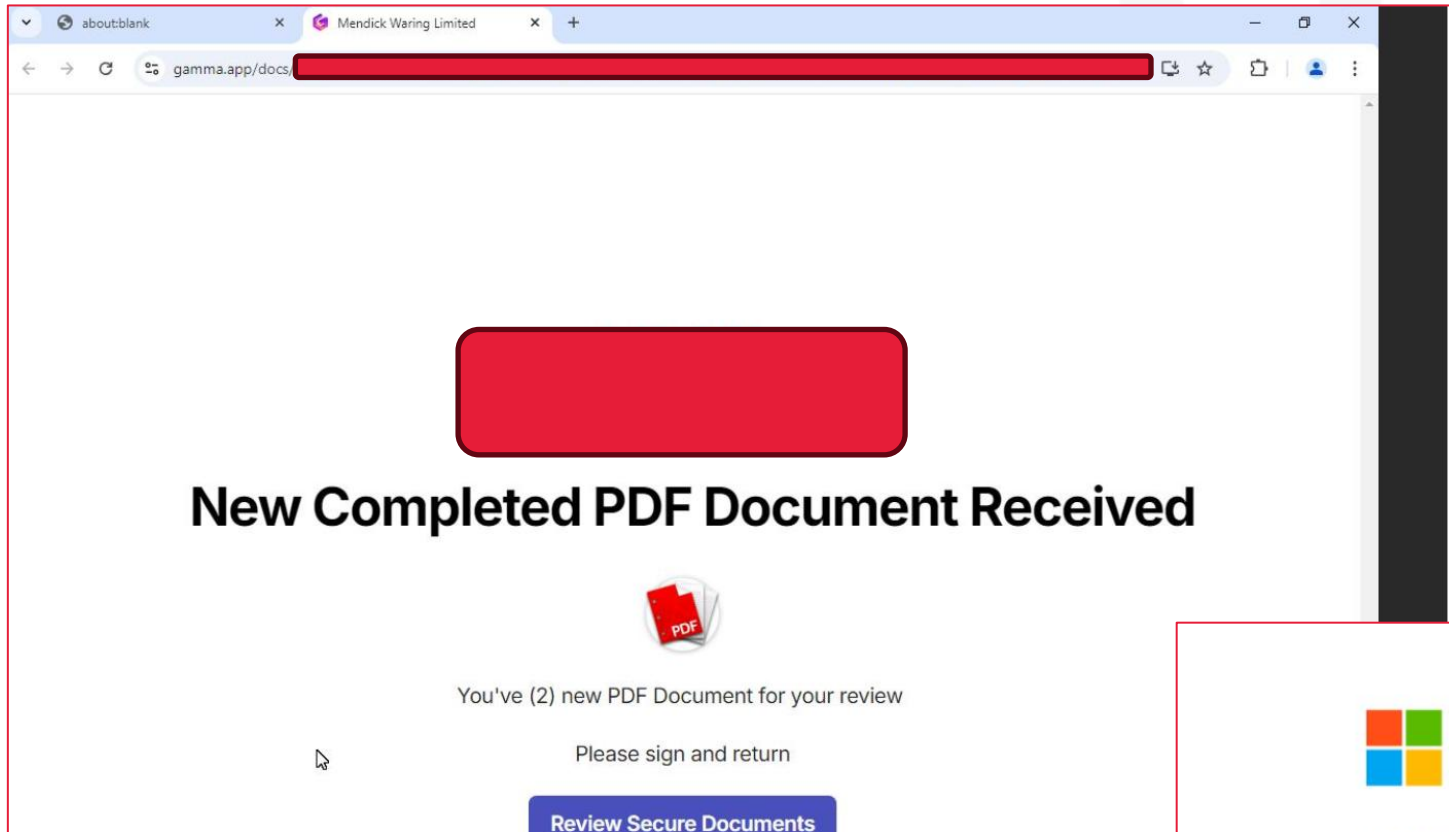 about:blank
Mendick Waring Limited
gamma.app/docs/
New Completed PDF Document Received
PDF
You've (2) new PDF Document for your review
Please sign and return
Review Secure Documents